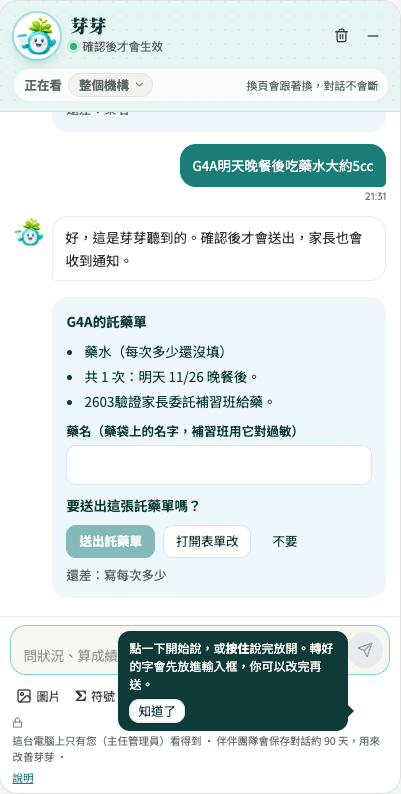 芽芽
確認後才會生效
正在看 整個機構 換頁會跟著換，對話不會斷
G4A明天晚餐後吃藥水大約5cc
21:31
好，這是芽芽聽到的。確認後才會送出，家長也會
收到通知。
G4A的託藥單
• 藥水（每次多少還沒填）
• 共 1 次：明天 11/26 晚餐後。
• 2603驗證家長委託補習班給藥。
藥名（藥袋上的名字，補習班用它對過敏）
要送出這張託藥單嗎？
送出託藥單 打開表單改 不要
還差：寫每次多少
點一下開始說，或按住說完放開。轉好
的字會先放進輸入框，你可以改完再
送。
知道了
問狀況、算成績
圖片 Σ 符號
這台電腦上只有您（主任管理員）看得到 · 伴伴團隊會保存對話約 90 天，用來
改善芽芽 ·
說明